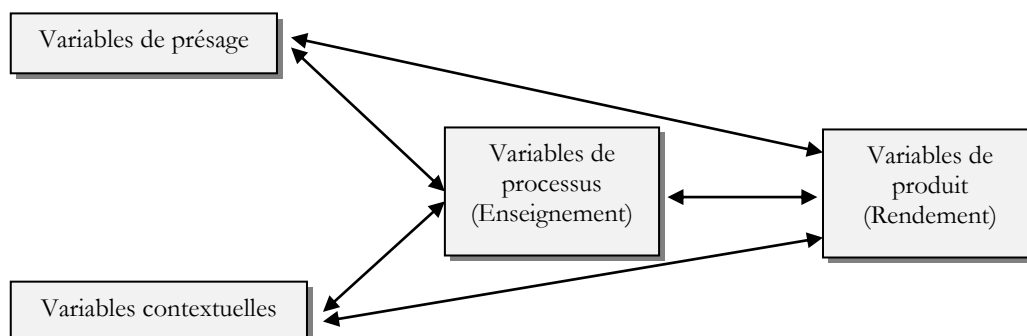 Variables de présage
Variables de
processus
(Enseignement)
Variables de
produit
(Rendement)
Variables contextuelles